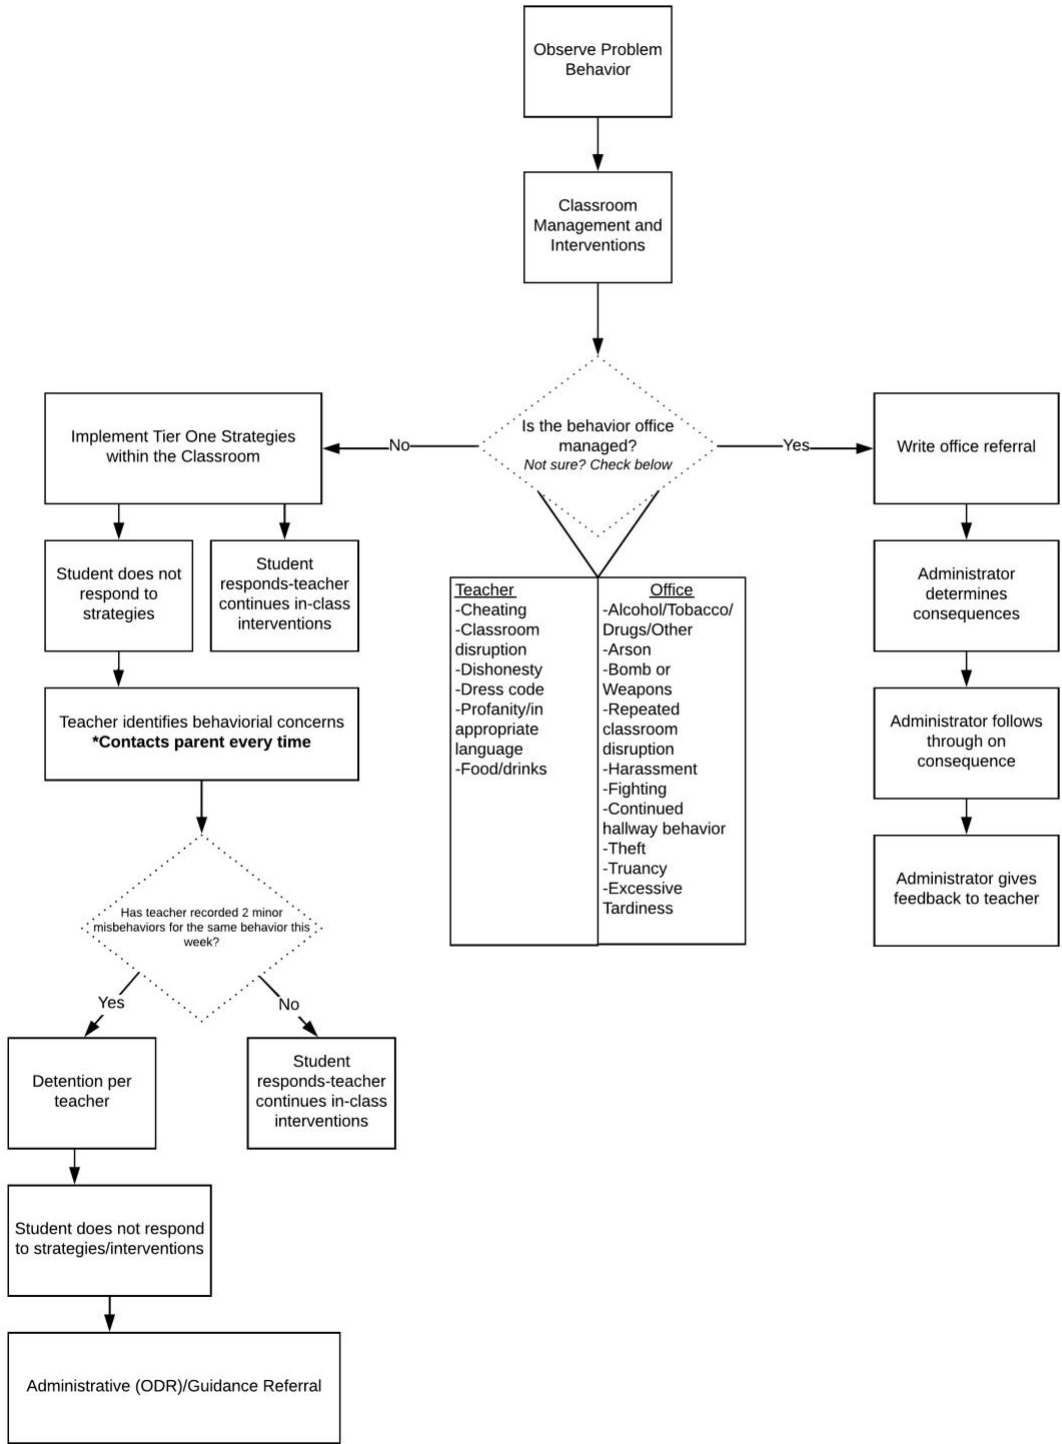 Observe Problem
Behavior
Classroom
Management and
Interventions
Is the behavior office
managed?
Not sure? Check below
No
Yes
Implement Tier One Strategies
within the Classroom
Write office referral
Student does not
respond to
strategies
Student
responds-teacher
continues in-class
interventions
Administrator
determines
consequences
Teacher
-Cheating
-Classroom
disruption
-Dishonesty
-Dress code
-Profanity/in
appropriate
language
-Food/drinks
Office
-Alcohol/Tobacco/
Drugs/Other
-Arson
-Bomb or
Weapons
-Repeated
classroom
disruption
-Harassment
-Fighting
-Continued
hallway behavior
-Theft
-Truancy
-Excessive
Tardiness
Teacher identifies behaviorial concerns
*Contacts parent every time
Administrator follows
through on
consequence
Administrator gives
feedback to teacher
Has teacher recorded 2 minor
misbehaviors for the same behavior this
week?
Yes
No
Detention per
teacher
Student
responds-teacher
continues in-class
interventions
Student does not respond
to strategies/interventions
Administrative (ODR)/Guidance Referral